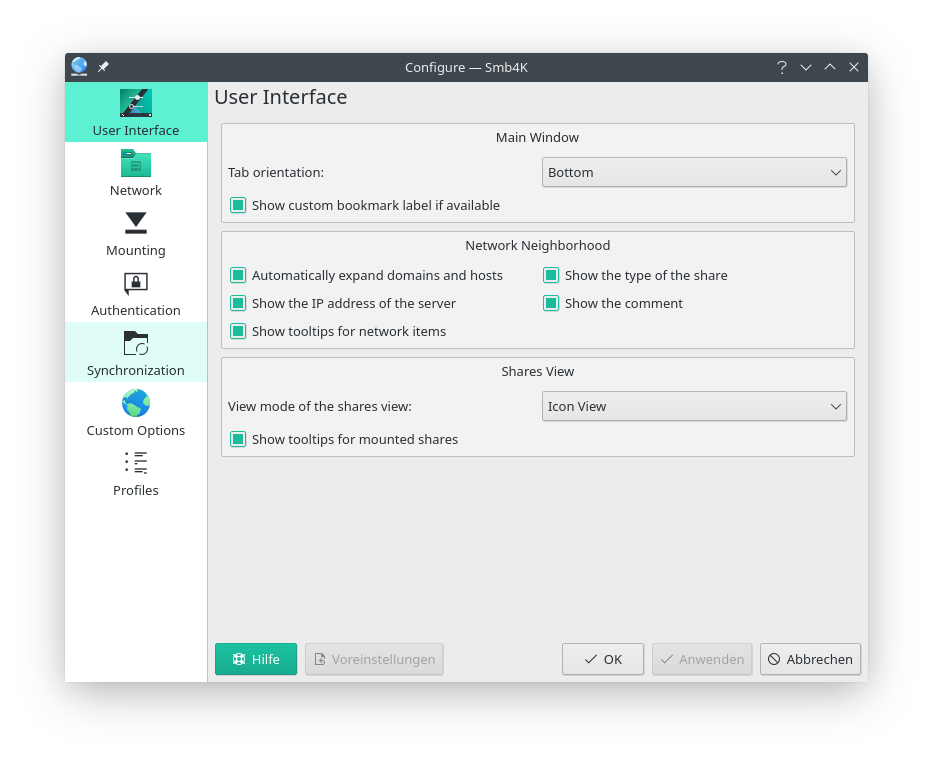 Configure — Smb4K
User Interface
Network
Mounting
Authentication
Synchronization
Custom Options
Profiles
User Interface
Main Window
Tab orientation: Bottom
Show custom bookmark label if available
Network Neighborhood
Automatically expand domains and hosts Show the type of the share
Show the IP address of the server Show the comment
Show tooltips for network items
Shares View
View mode of the shares view: Icon View
Show tooltips for mounted shares
Hilfe Voreinstellungen OK Anwenden Abbrechen